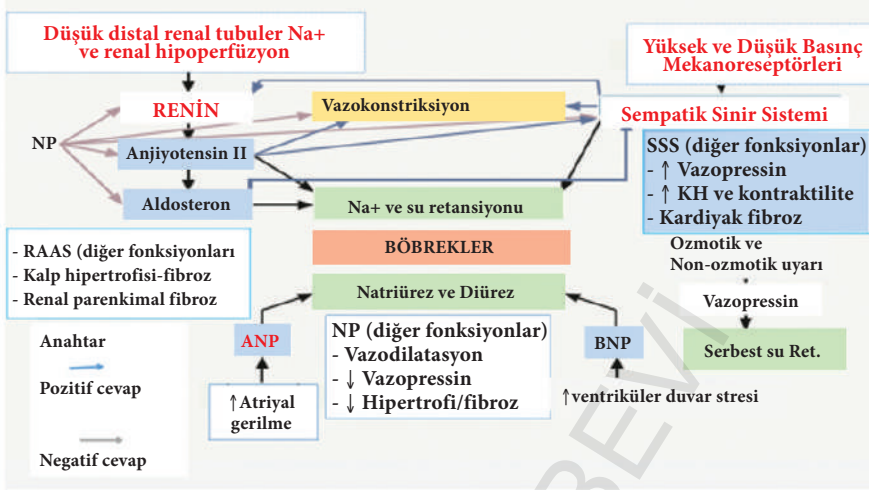 Düşük distal renal tubuler Na+
ve renal hipoperfüzyon
Yüksek ve Düşük Basınç
Mekanoreseptörleri
RENİN
Vazokonstriksiyon
Sempatik Sinir Sistemi
NP
Anjiyotensin II
SSS (diğer fonksiyonlar)
- ↑ Vazopressin
- ↑ KH ve kontraktilite
- Kardiyak fibroz
Aldosteron
Na+ ve su retansiyonu
- RAAS (diğer fonksiyonları
- Kalp hipertrofisi-fibroz
- Renal parenkimal fibroz
BÖBREKLER
Ozmotik ve
Non-ozmotik uyarı
Natriürez ve Diürez
Vazopressin
Anahtar
Pozitif cevap
Negatif cevap
ANP
NP (diğer fonksiyonlar)
- Vazodilatasyon
- ↓ Vazopressin
- ↓ Hipertrofi/fibroz
BNP
Serbest su Ret.
↑Atriyal
gerilme
↑ventriküler duvar stresi
BEVİ